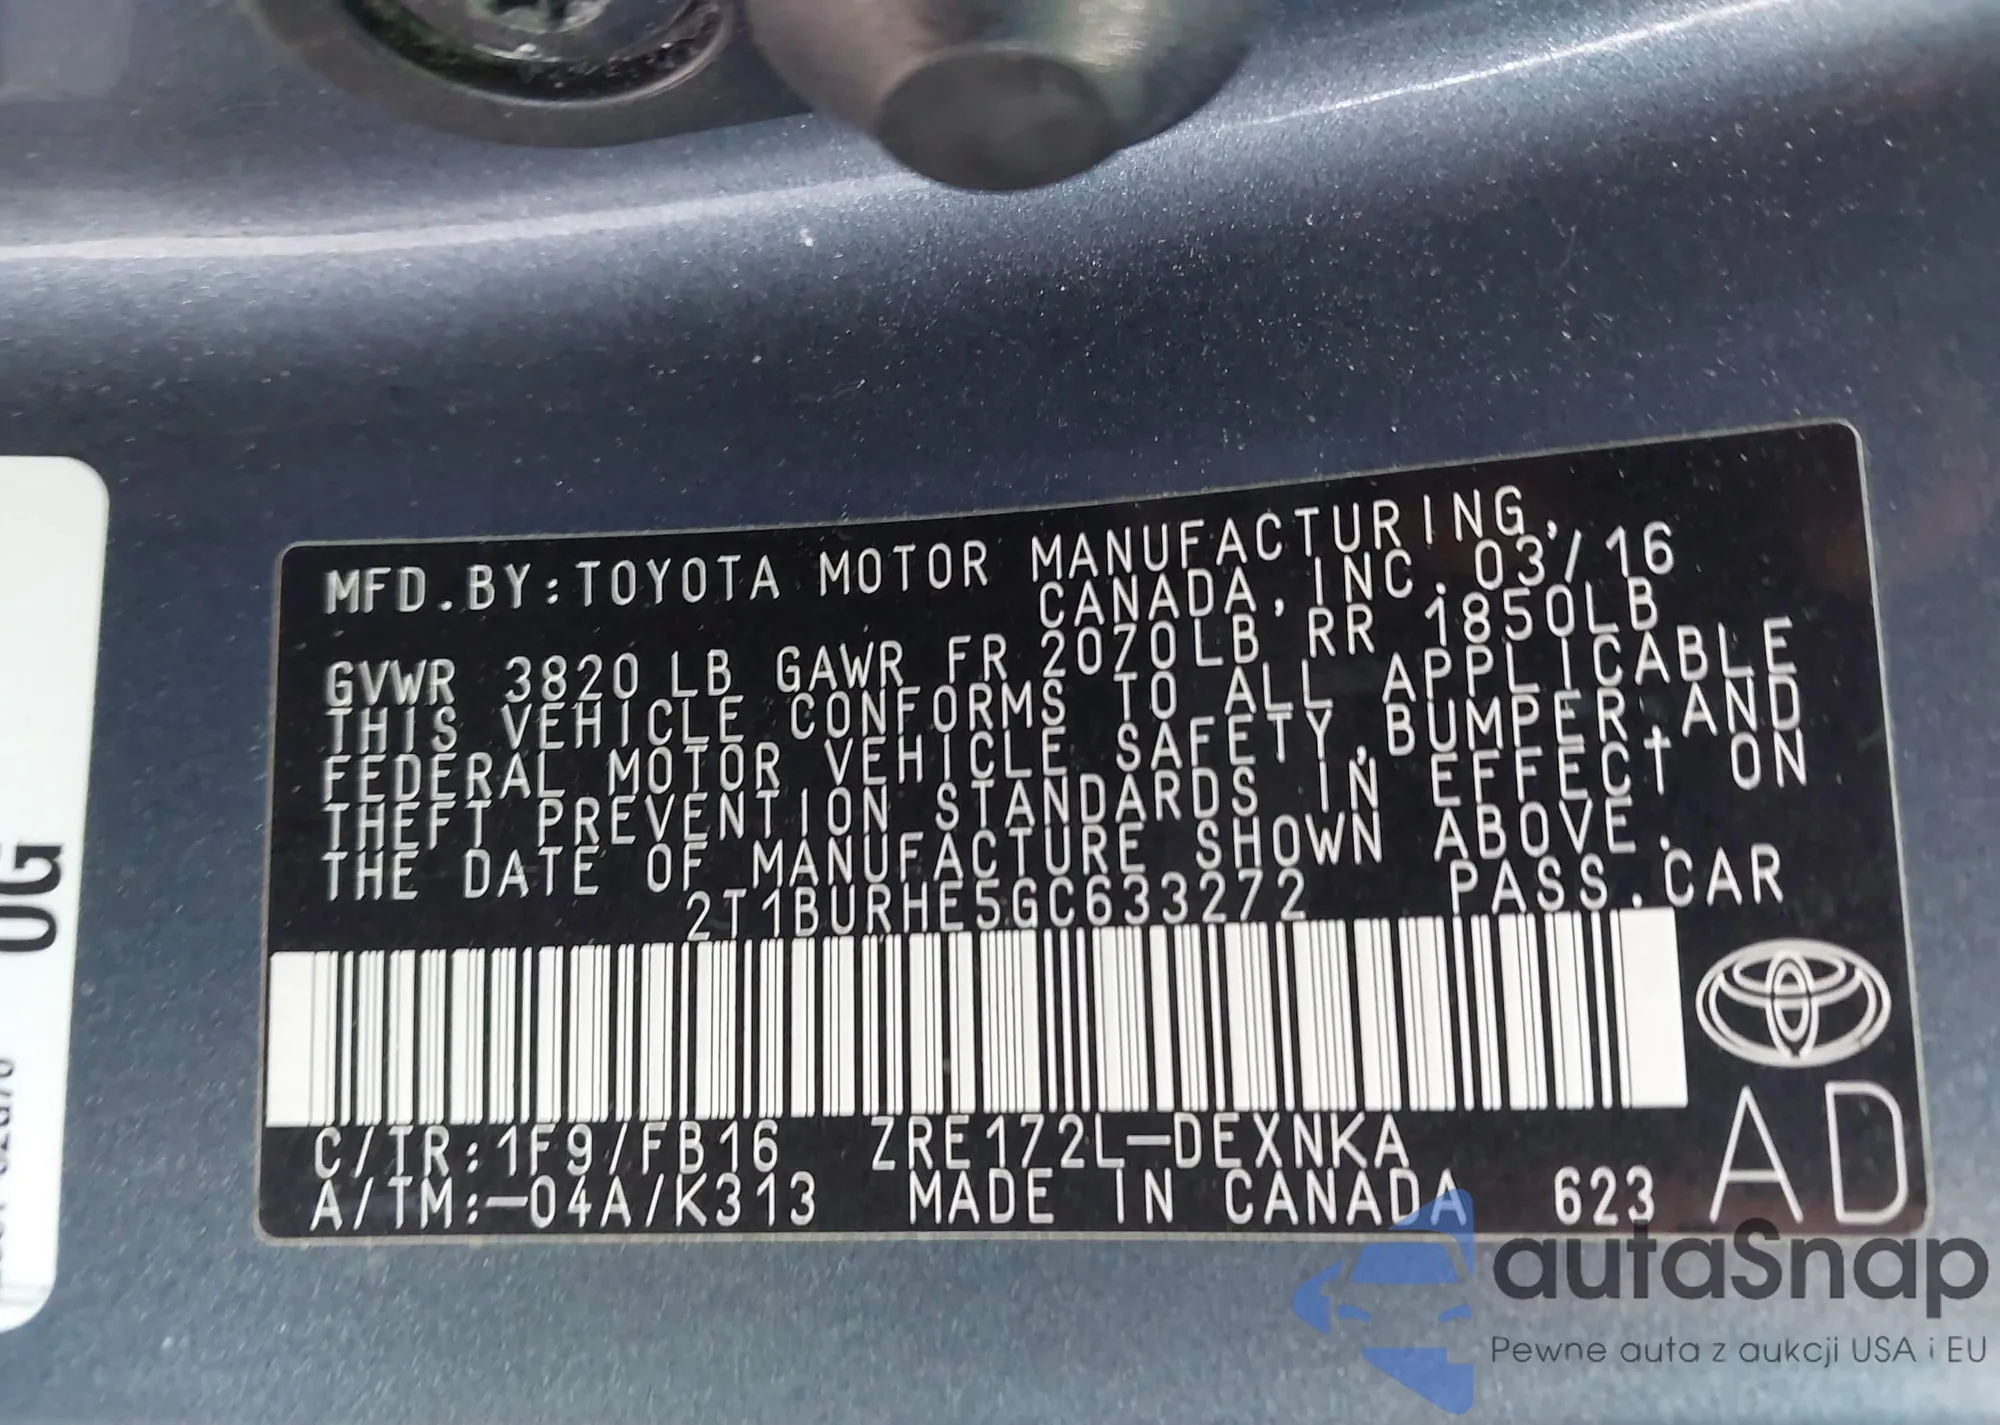 MFD.BY:TOYOTA MOTOR MANUFACTURING,
CANADA, INC. 03/16
GVWR 3820 LB GAWR FR 2070LB RR 1850LB
THIS VEHICLE CONFORMS TO ALL APPLICABLE
FEDERAL MOTOR VEHICLE SAFETY, BUMPER, AND
THEFT PREVENTION STANDARDS IN EFFECT ON
THE DATE OF MANUFACTURE SHOWN ABOVE.
2T1BURHE5GC633272 PASS.CAR
C/TR:1F9/FB16 ZRE172L-DEXNKA
A/TM:-04A/K313 MADE IN CANADA 623
AD
0G
autaSnap
Pewne auta z aukcji USA i EU